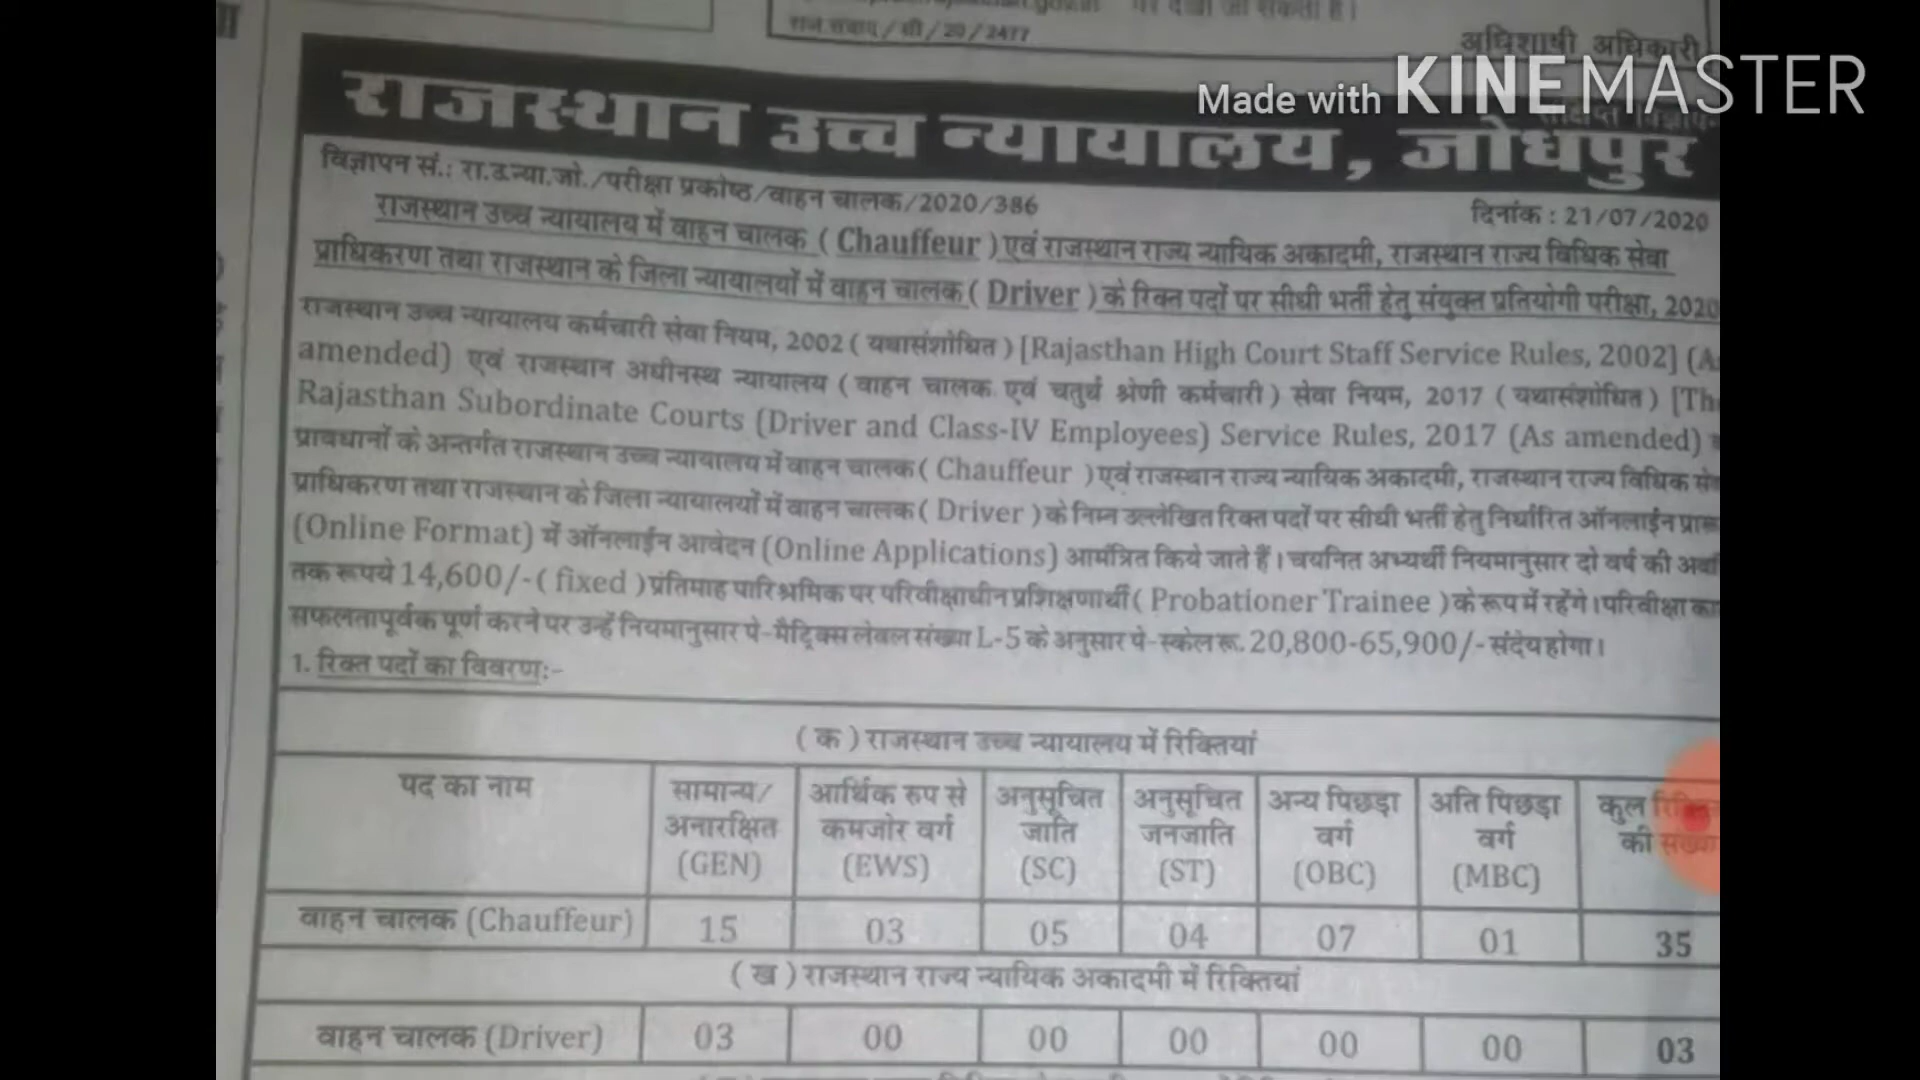 पर देखी जा सकती है।
राज.संवाद/सी/20/2477
अधिशाषी अधिकारी
Made with KINEMASTER
राजस्थान उच्च न्यायालय, जोधपुर
विज्ञापन सं.: रा.उ.न्या.जो./परीक्षा प्रकोष्ठ/वाहन चालक/2020/386
दिनांक : 21/07/2020
राजस्थान उच्च न्यायालय में वाहन चालक ( Chauffeur ) एवं राजस्थान राज्य न्यायिक अकादमी, राजस्थान राज्य विधिक सेवा
प्राधिकरण तथा राजस्थान के जिला न्यायालयों में वाहन चालक ( Driver ) के रिक्त पदों पर सीधी भर्ती हेतु संयुक्त प्रतियोगी परीक्षा, 2020
राजस्थान उच्च न्यायालय कर्मचारी सेवा नियम, 2002 ( यथासंशोधित ) [Rajasthan High Court Staff Service Rules, 2002] (As
amended) एवं राजस्थान अधीनस्थ न्यायालय ( वाहन चालक एवं चतुर्थ श्रेणी कर्मचारी ) सेवा नियम, 2017 ( यथासंशोधित ) [The
Rajasthan Subordinate Courts (Driver and Class-IV Employees) Service Rules, 2017 (As amended)
प्रावधानों के अन्तर्गत राजस्थान उच्च न्यायालय में वाहन चालक ( Chauffeur ) एवं राजस्थान राज्य न्यायिक अकादमी, राजस्थान राज्य विधिक
प्राधिकरण तथा राजस्थान के जिला न्यायालयों में वाहन चालक ( Driver ) के निम्न उल्लेखित रिक्त पदों पर सीधी भर्ती हेतु निर्धारित ऑनलाईन
(Online Format) में ऑनलाईन आवेदन (Online Applications) आमंत्रित किये जाते हैं। चयनित अभ्यर्थी नियमानुसार दो वर्ष की
तक रूपये 14,600/- ( fixed ) प्रतिमाह पारिश्रमिक पर परिवीक्षाधीन प्रशिक्षणार्थी ( Probationer Trainee ) के रूप में रहेंगे। परिवीक्षा
सफलतापूर्वक पूर्ण करने पर उन्हें नियमानुसार पे-मैट्रिक्स लेवल संख्या L-5 के अनुसार पे-स्केल रू. 20,800-65,900/- संदेय होगा।
1. रिक्त पदों का विवरण:-
( क ) राजस्थान उच्च न्यायालय में रिक्तियां
पद का नाम
सामान्य/
अनारक्षित
(GEN)
आर्थिक रुप से
कमजोर वर्ग
(EWS)
अनुसूचित
जाति
(SC)
अनुसूचित
जनजाति
(ST)
अन्य पिछड़ा
वर्ग
(OBC)
अति पिछड़ा
वर्ग
(MBC)
कुल
की
वाहन चालक (Chauffeur) 15 03 05 04 07 01 35
( ख ) राजस्थान राज्य न्यायिक अकादमी में रिक्तियां
वाहन चालक (Driver) 03 00 00 00 00 00 03